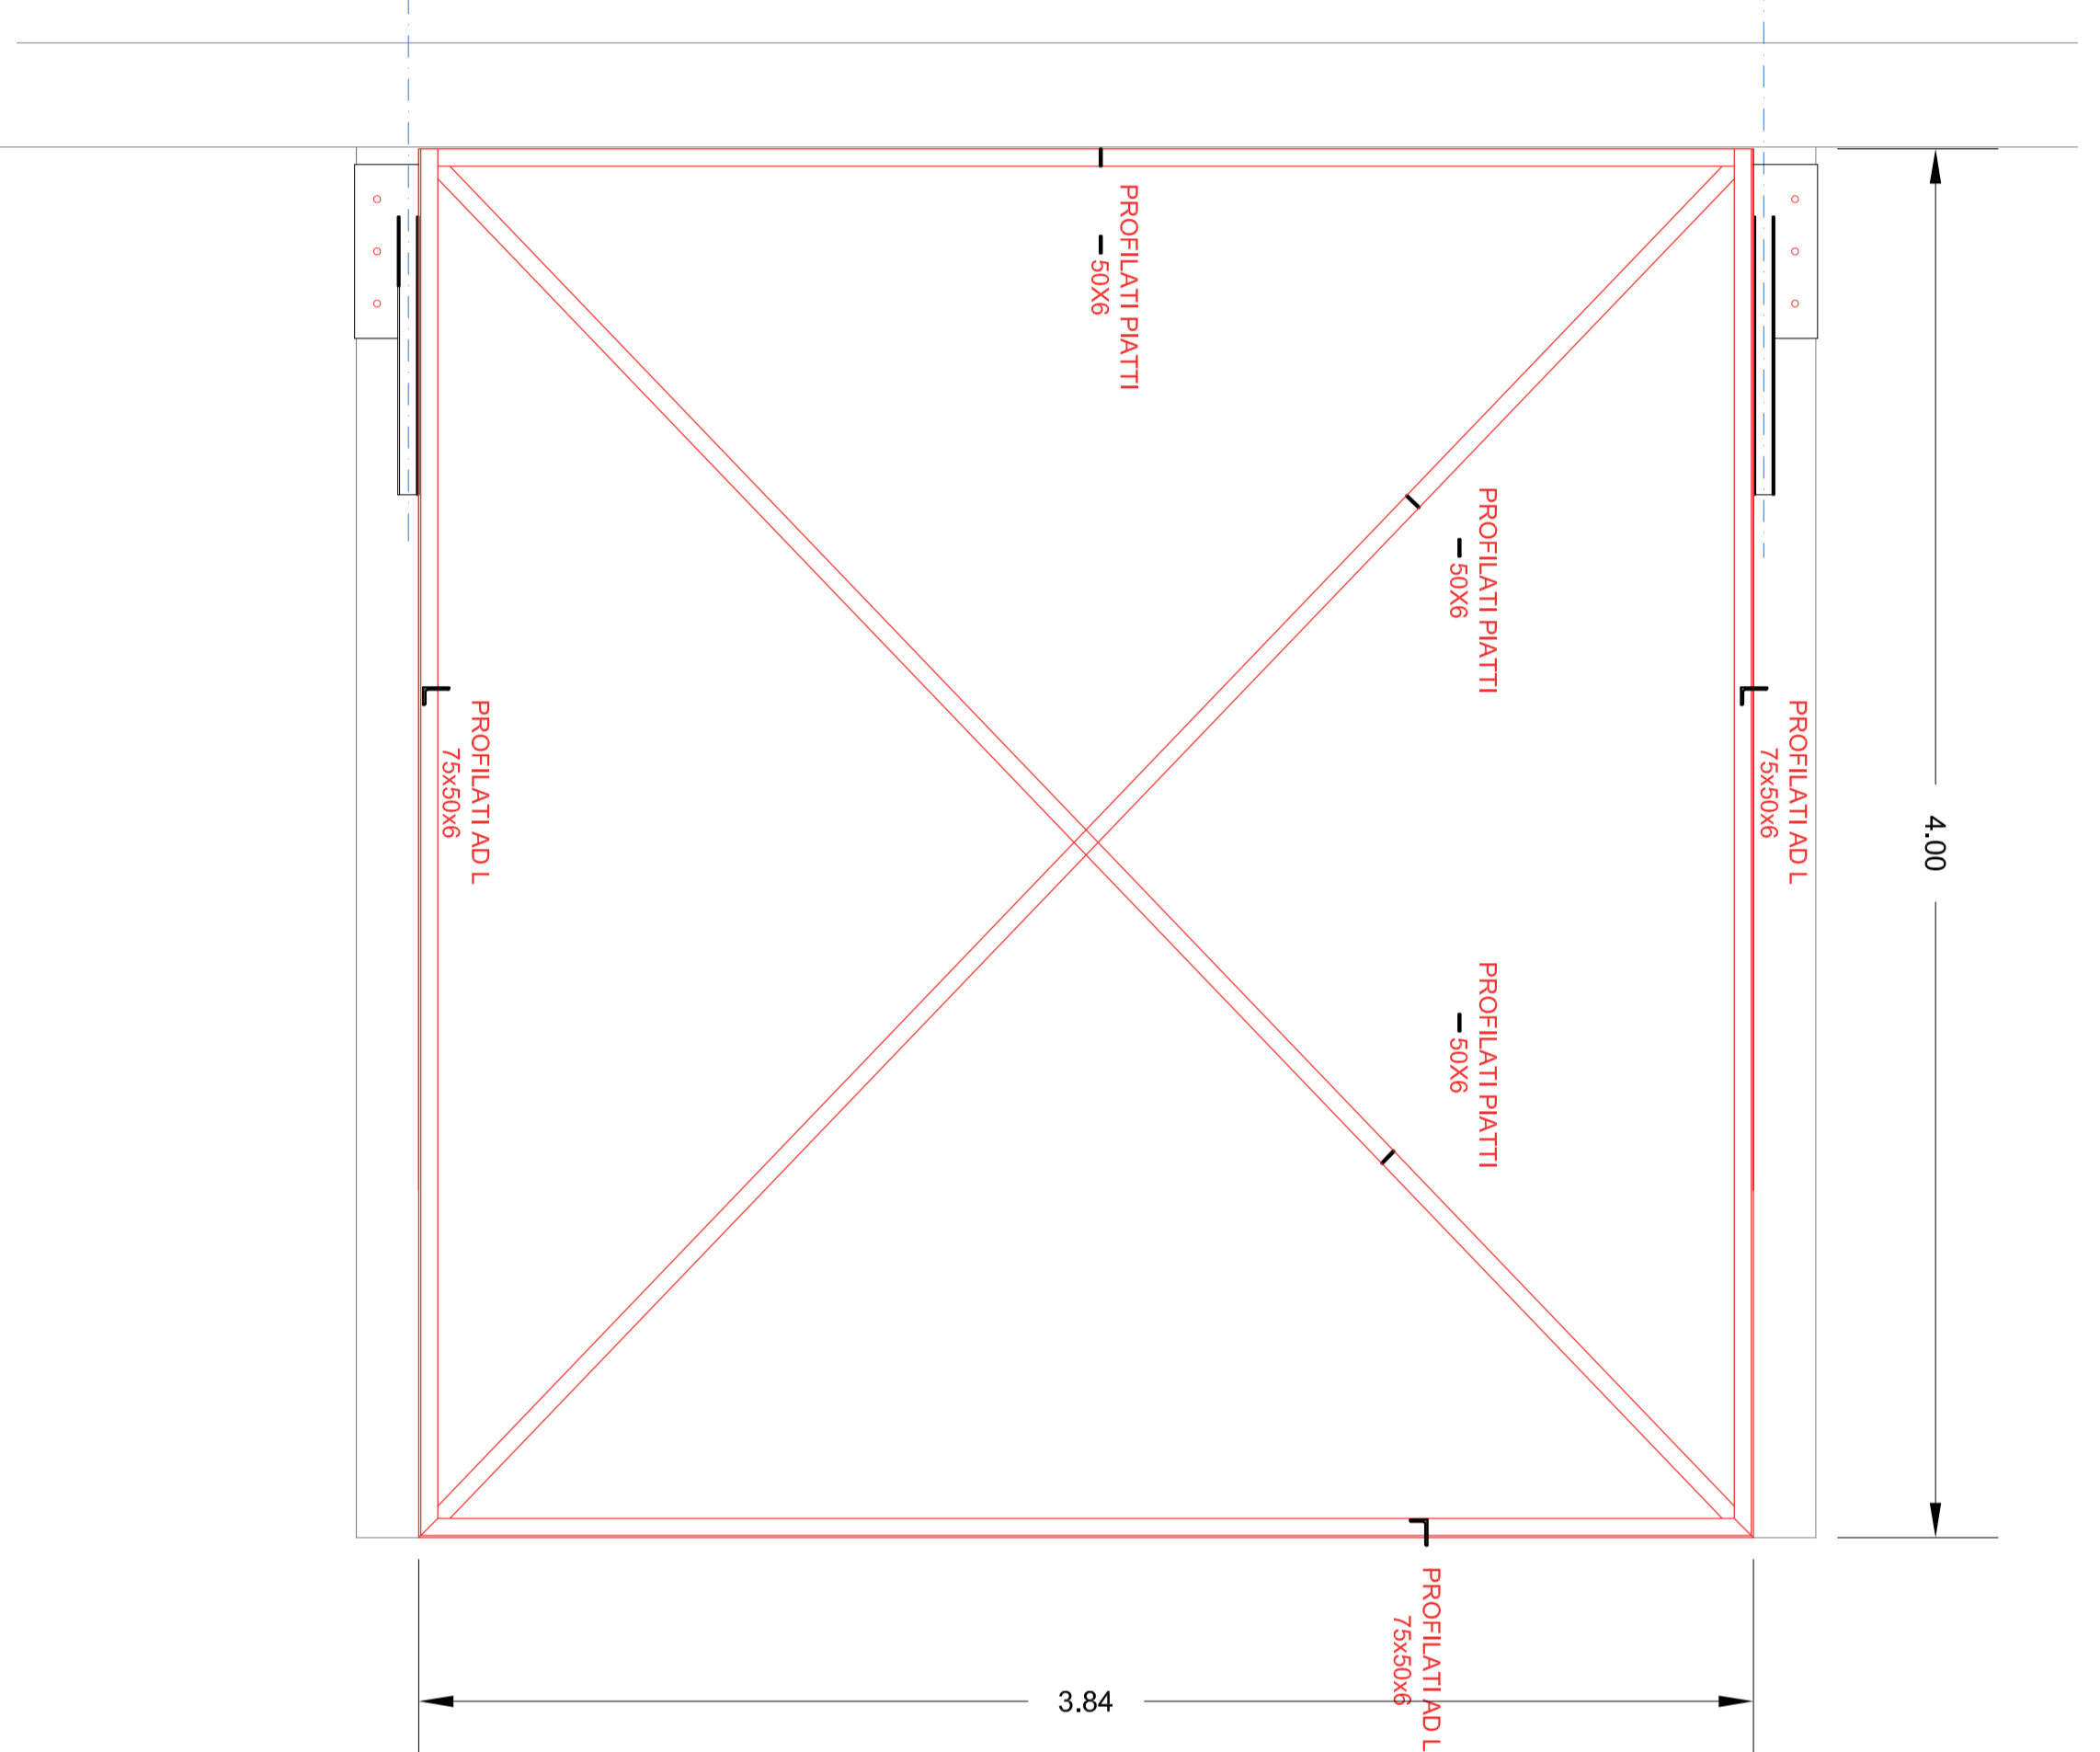 PROFILATI PIATTI
50X6
PROFILATI PIATTI
50X6
PROFILATI AD L
75x50x6
PROFILATI AD L
75x50x6
4.00
PROFILATI PIATTI
50X6
PROFILATI AD L
75x50x6
3.84